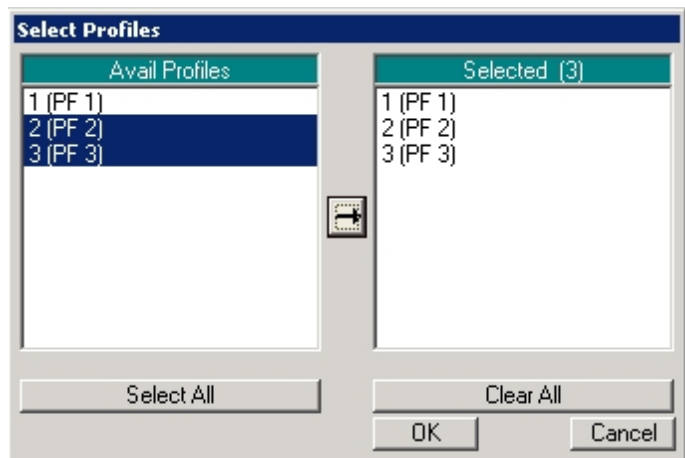 Select Profiles
Avail Profiles
1 (PF 1)
2 (PF 2)
3 (PF 3)
Selected (3)
1 (PF 1)
2 (PF 2)
3 (PF 3)
Select All
Clear All
OK
Cancel